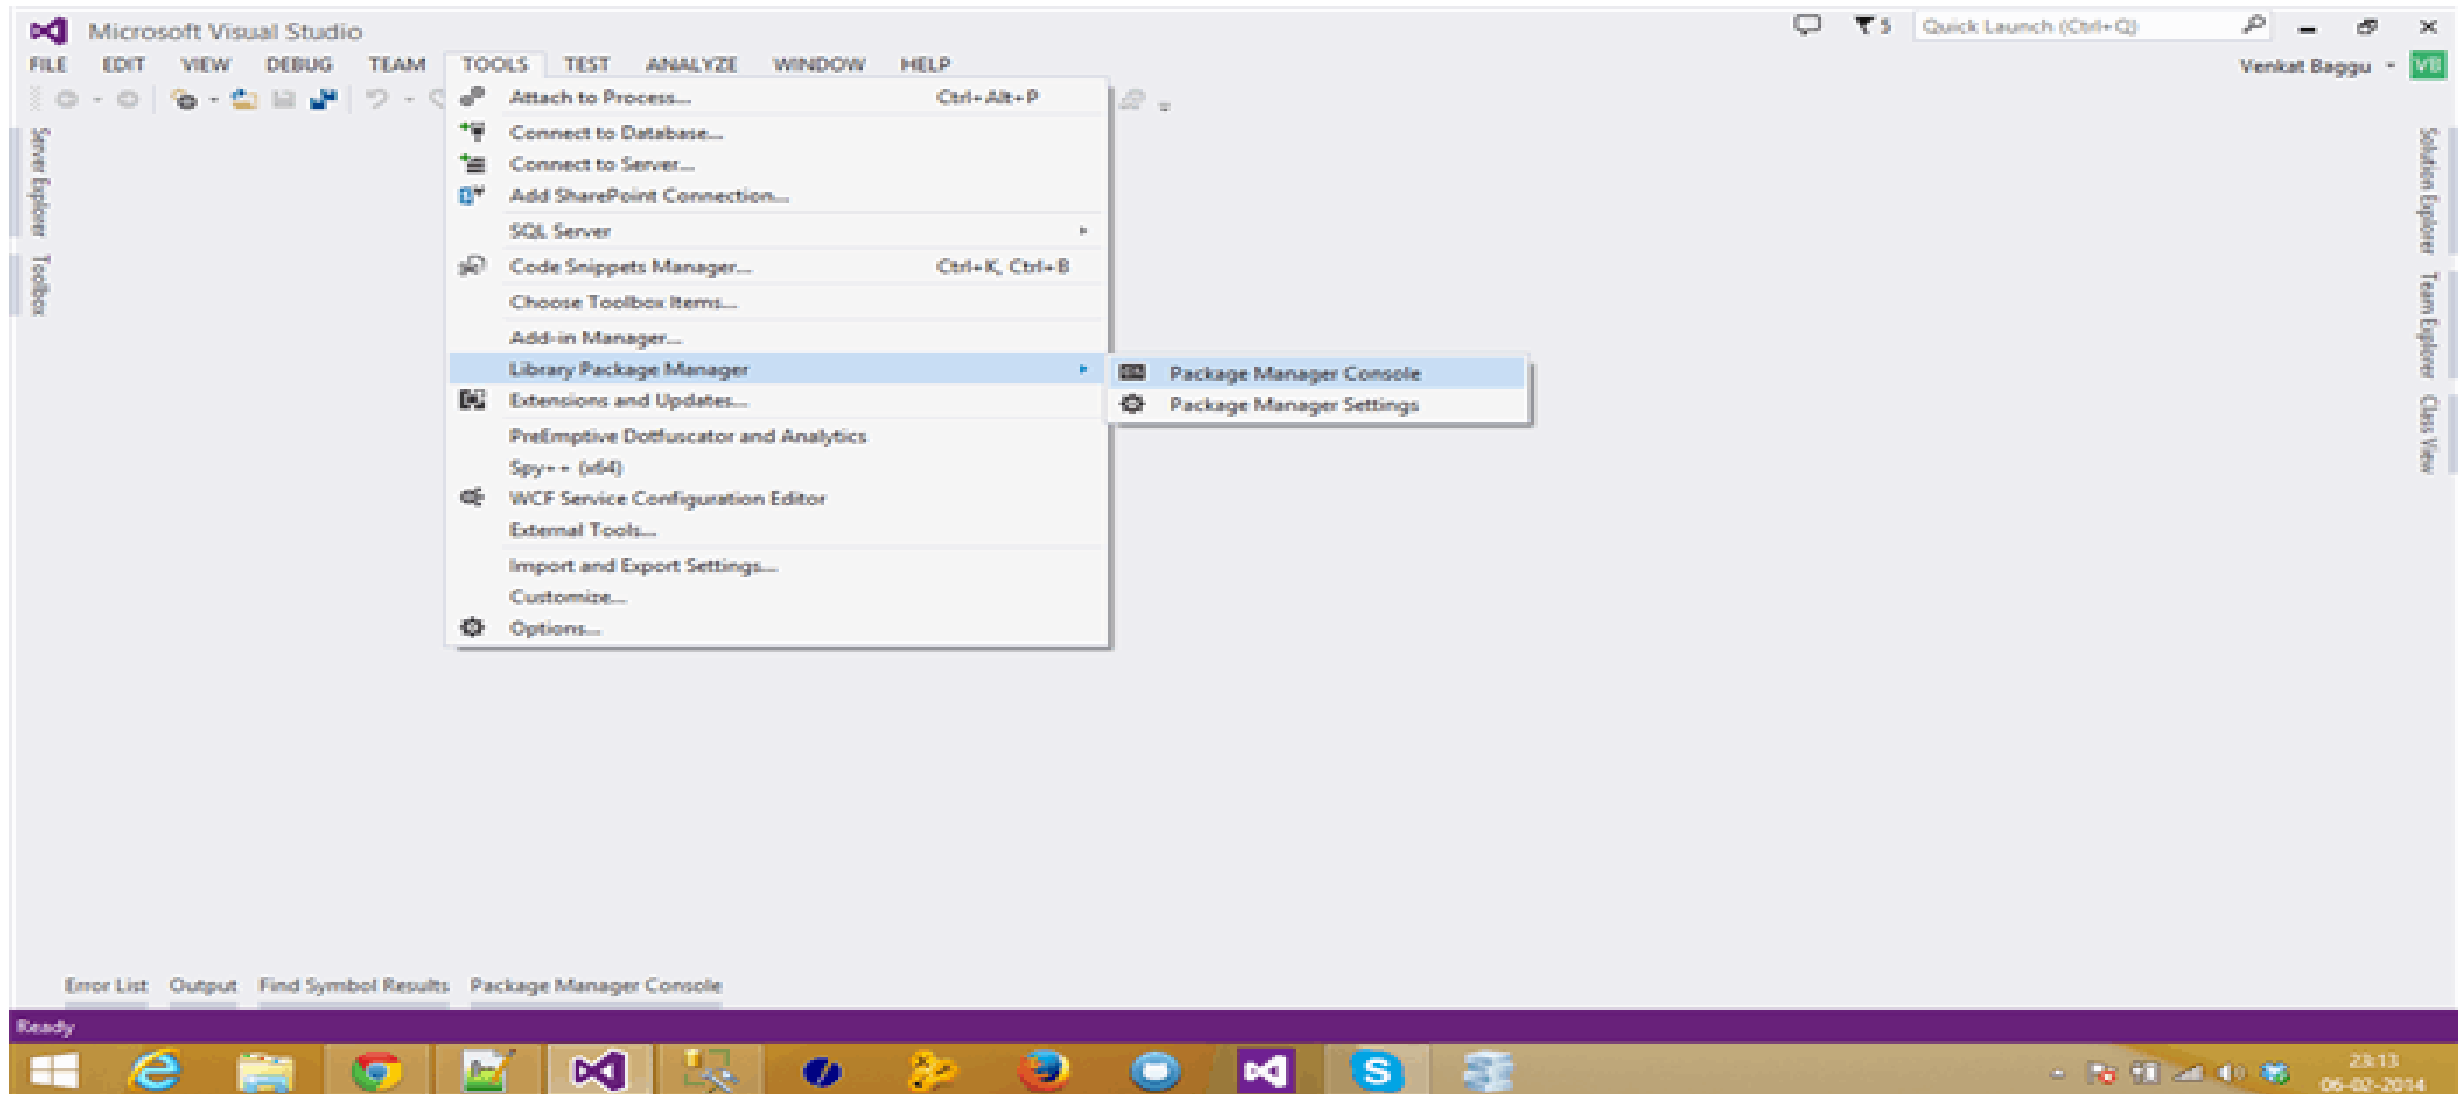 Microsoft Visual Studio
5 Quick Launch (Ctrl+Q)
FILE EDIT VIEW DEBUG TEAM TOOLS TEST ANALYZE WINDOW HELP
Venkat Baggu VB
Attach to Process... Ctrl+Alt+P
Connect to Database...
Connect to Server...
Add SharePoint Connection...
SQL Server
Code Snippets Manager... Ctrl+K, Ctrl+B
Choose Toolbox Items...
Add-in Manager...
Library Package Manager
Package Manager Console
Package Manager Settings
Extensions and Updates...
PreEmptive Dotfuscator and Analytics
Spy++ (x64)
WCF Service Configuration Editor
External Tools...
Import and Export Settings...
Customize...
Options...
Server Explorer
Toolbox
Solution Explorer
Team Explorer
Class View
Error List Output Find Symbol Results Package Manager Console
Ready
23:13
06-02-2014